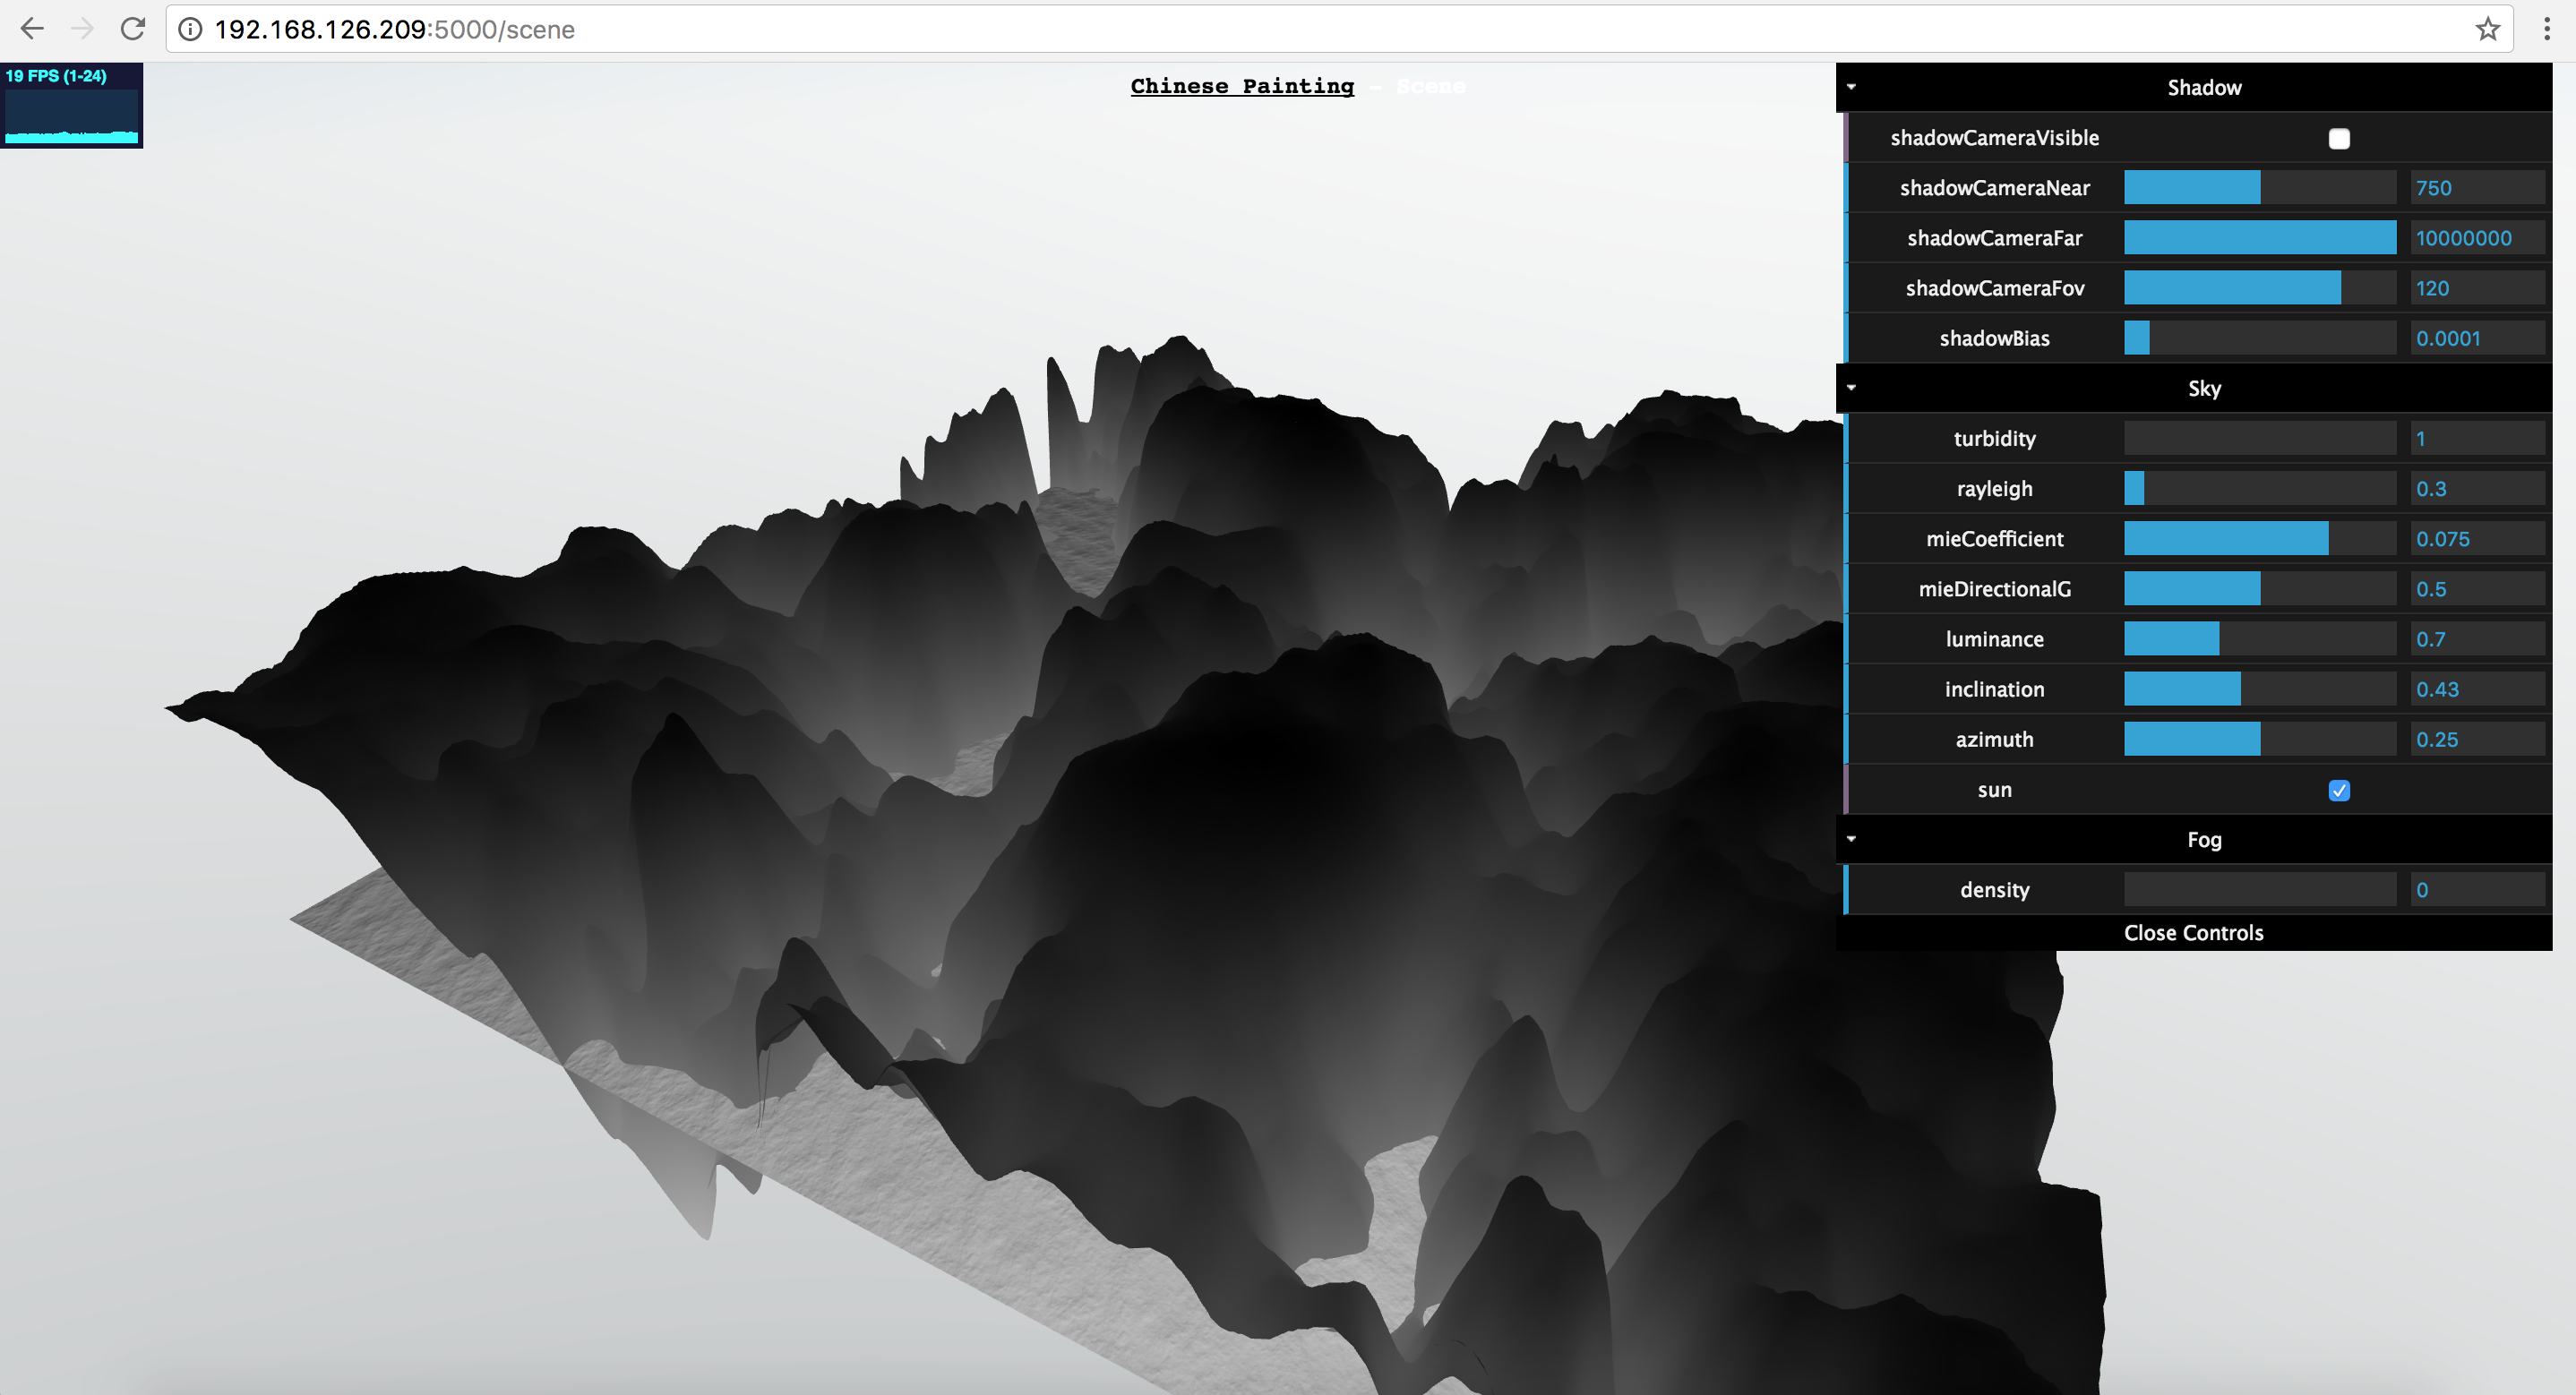 192.168.126.209:5000/scene
19 FPS (1-24)
Chinese Painting - Scene
Shadow
shadowCameraVisible
shadowCameraNear 750
shadowCameraFar 10000000
shadowCameraFov 120
shadowBias 0.0001
Sky
turbidity 1
rayleigh 0.3
mieCoefficient 0.075
mieDirectionalG 0.5
luminance 0.7
inclination 0.43
azimuth 0.25
sun
Fog
density 0
Close Controls